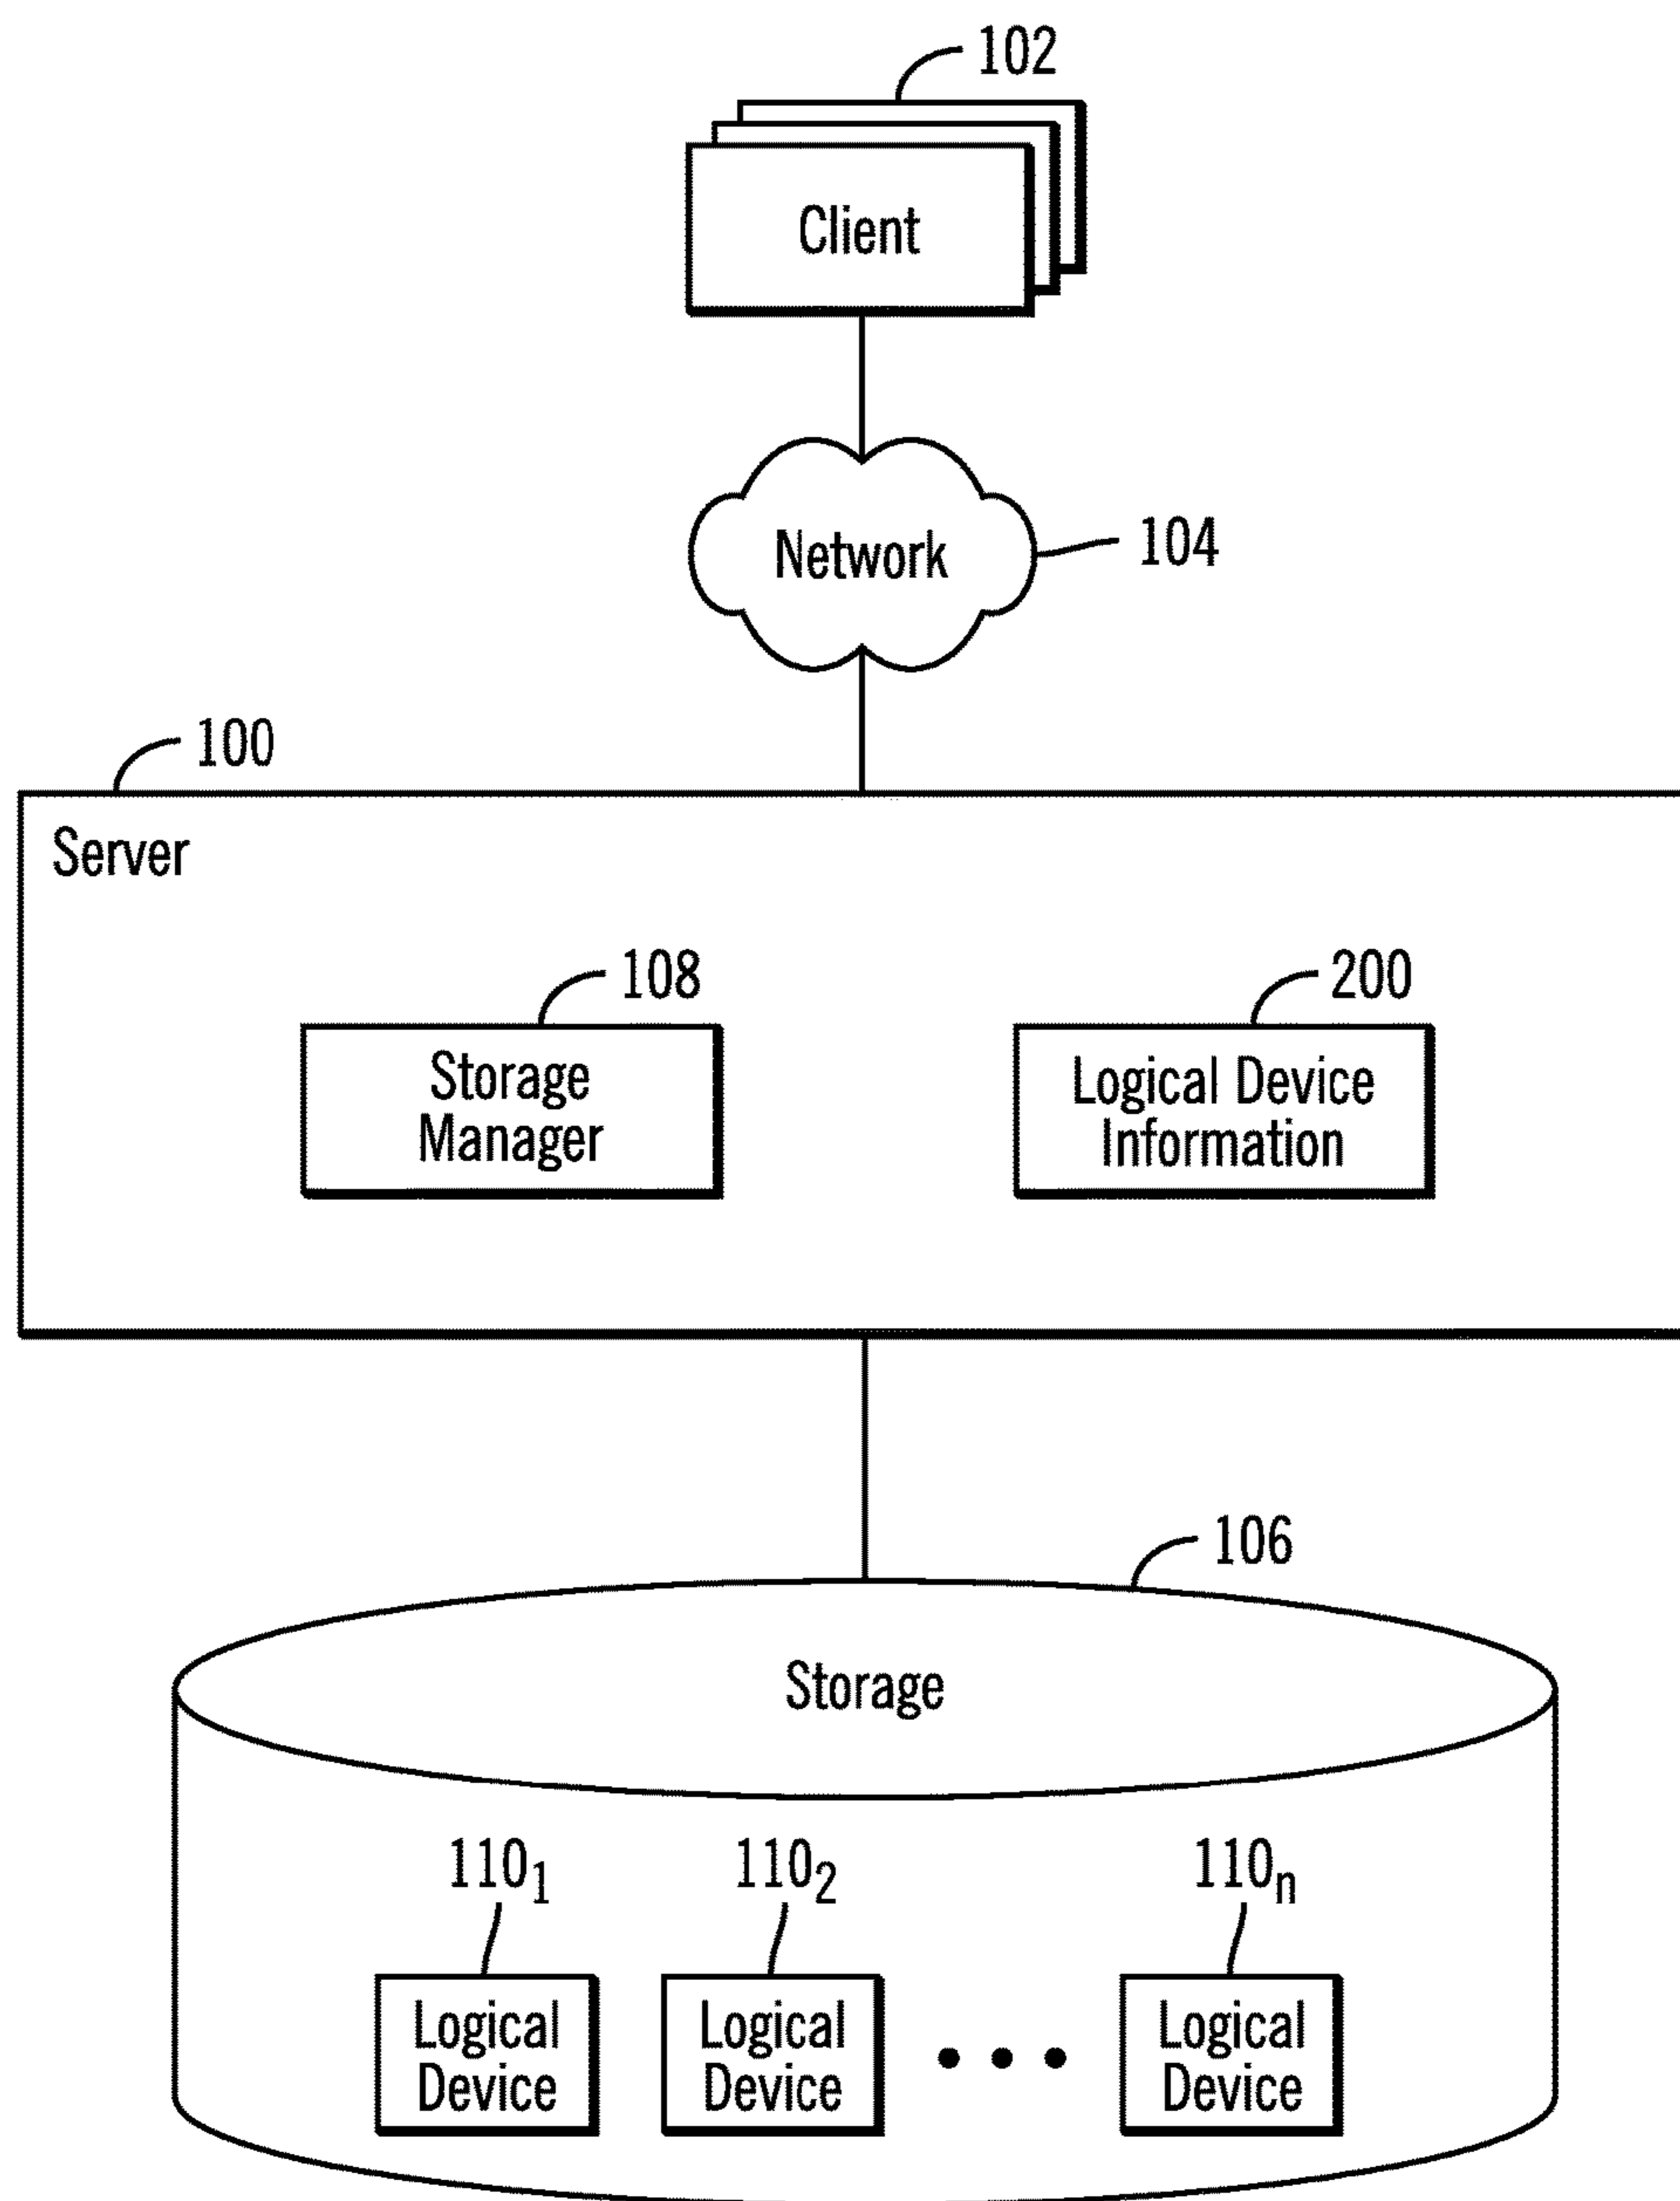 102
Client
Network
104
100
Server
108
200
Storage
Manager
Logical Device
Information
106
Storage
110₁
110₂
110ₙ
Logical
Device
Logical
Device
Logical
Device